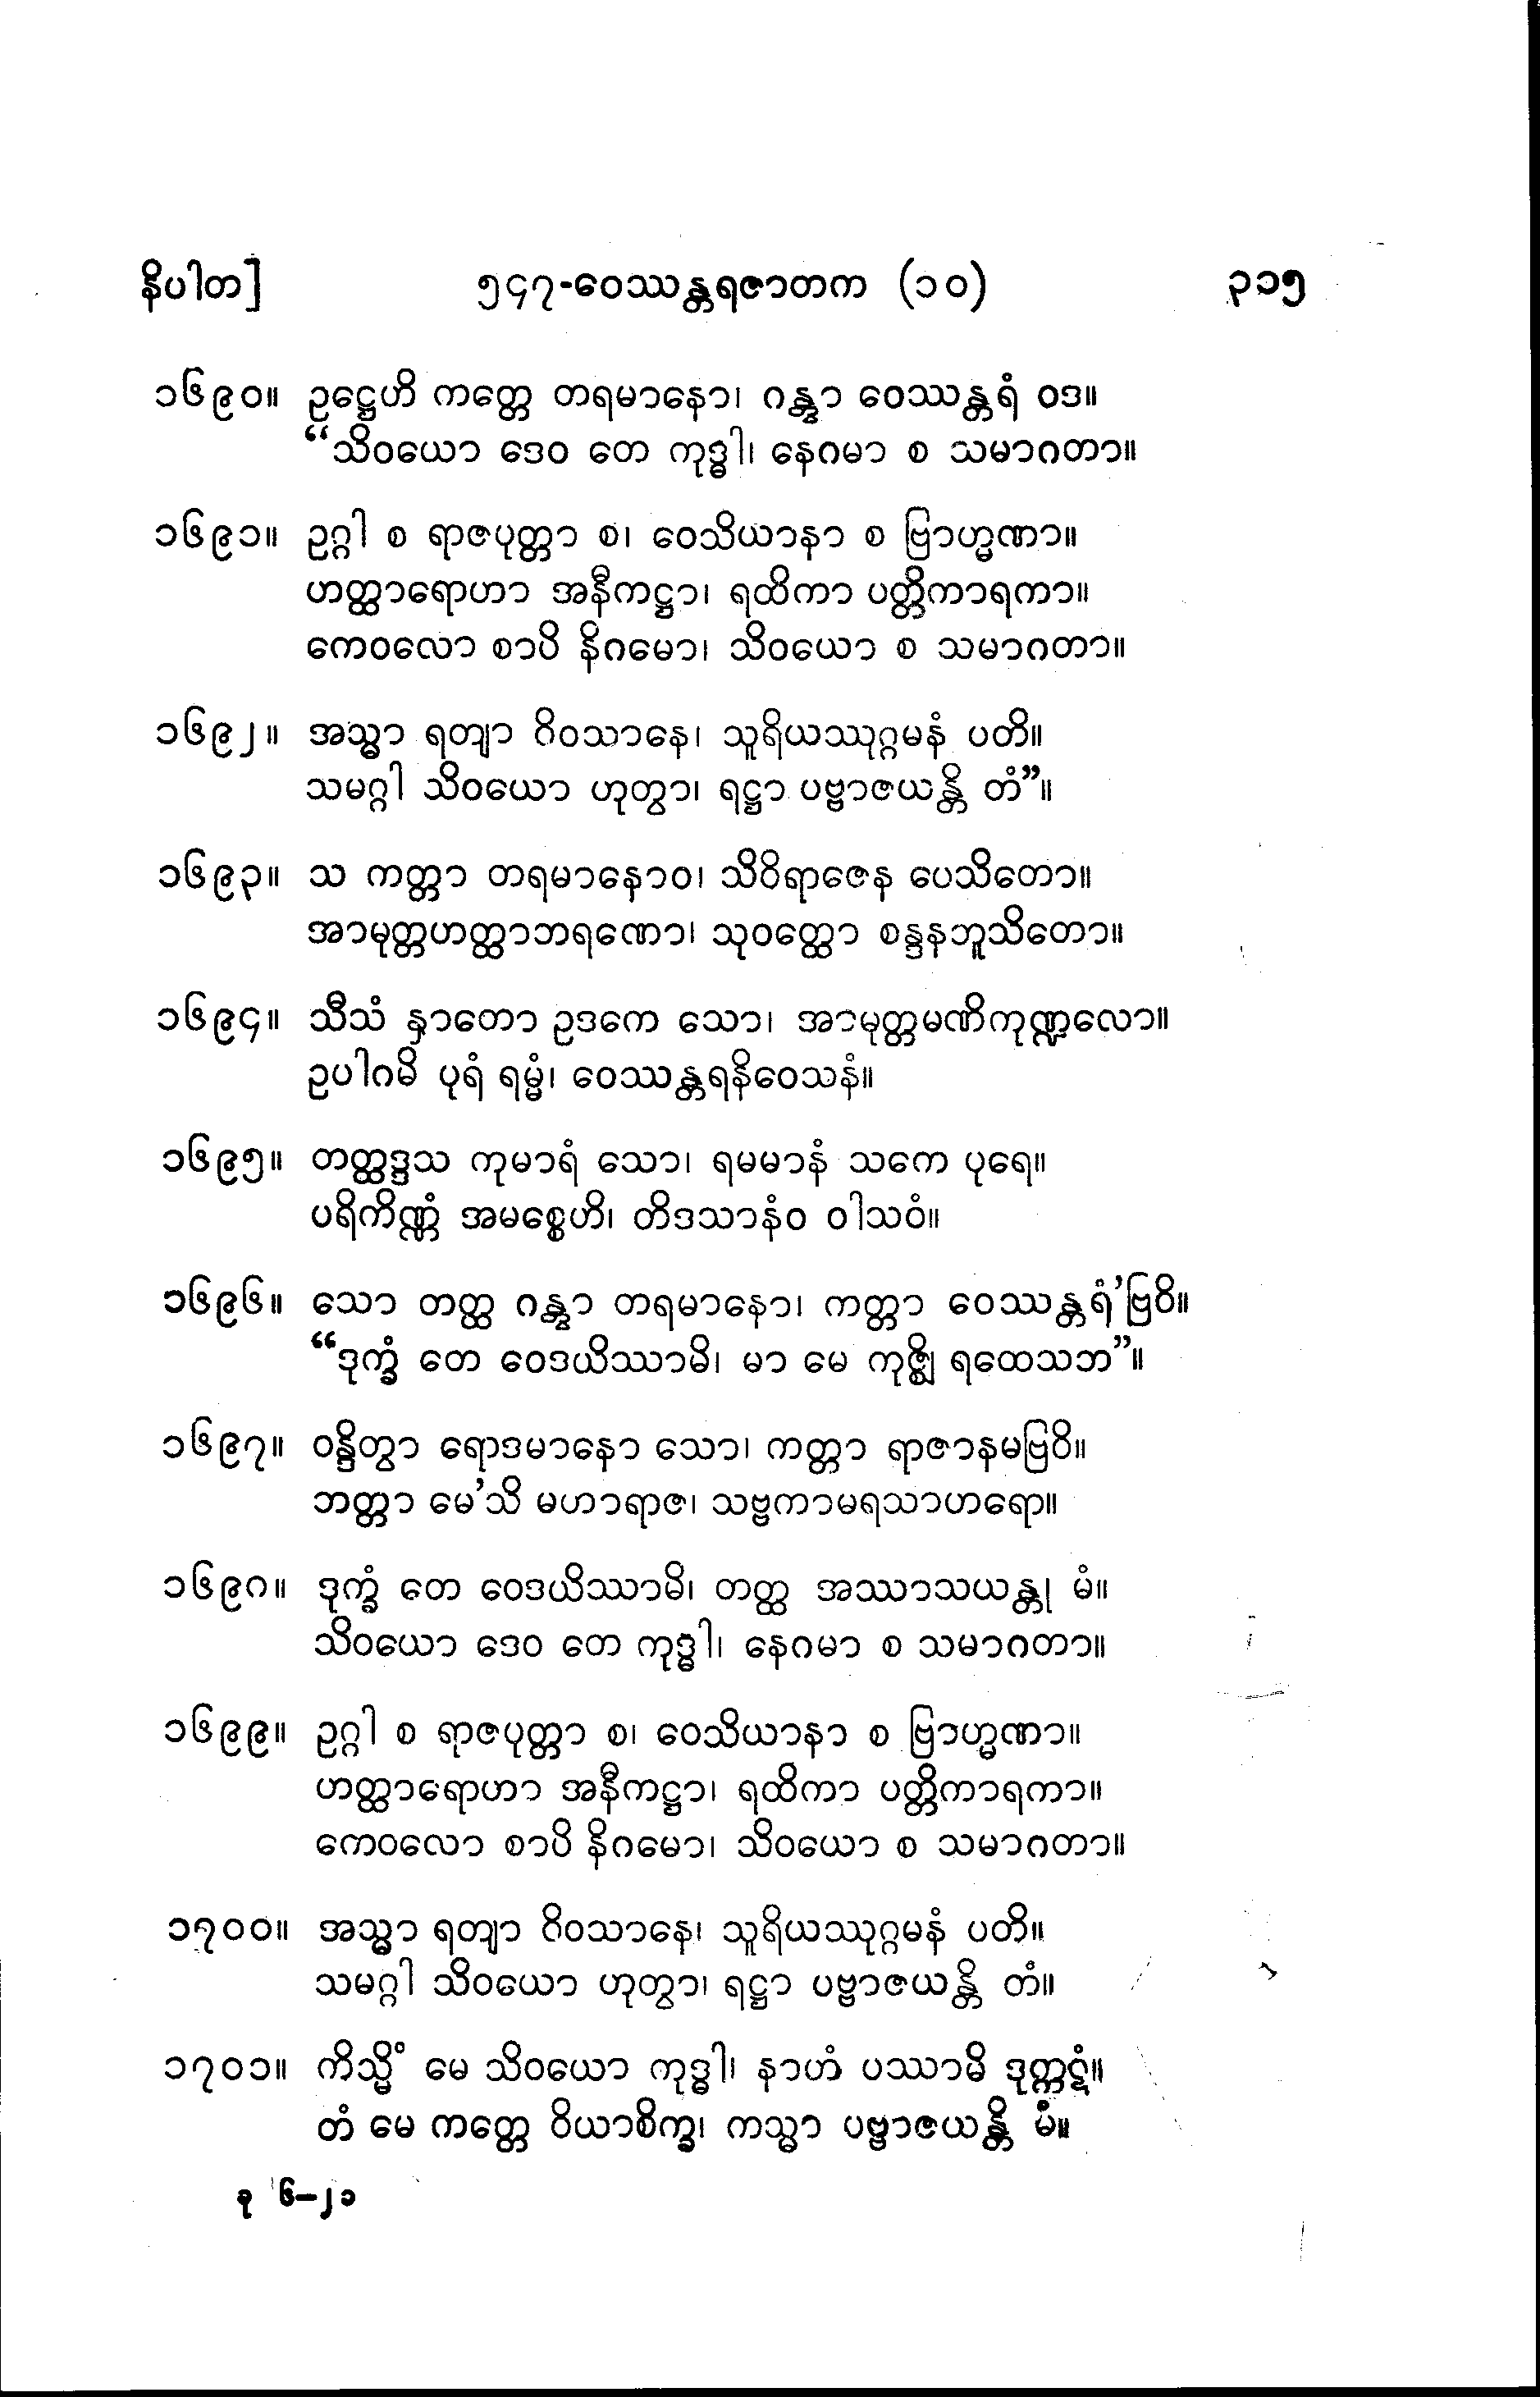 နိပါတ]
၅၄၇-ဝေဿန္တရဇာတက (၁၀)
၃၁၅
၁၆၉၀။ ဥဋ္ဌေဟိ ကတ္တေ တရမာနော၊ ဂန္တွာ ဝေဿန္တရံ ဝဒ။
“သိဝယော ဒေဝ တေ ကုဒ္ဓါ၊ နေဂမာ စ သမာဂတာ။
၁၆၉၁။ ဥဂ္ဂါ စ ရာဇပုတ္တာ စ၊ ဝေသိယာနာ စ ဗြာဟ္မဏာ။
ဟတ္ထာရောဟာ အနီကဋ္ဌာ၊ ရထိကာ ပတ္တိကာရကာ။
ကေဝလော စာပိ နိဂမော၊ သိဝယော စ သမာဂတာ။
၁၆၉၂။ အသ္မာ ရတျာ ဝိဝသာနေ၊ သူရိယဿုဂ္ဂမနံ ပတိ။
သမဂ္ဂါ သိဝယော ဟုတွာ၊ ရဋ္ဌာ ပဗ္ဗာဇယန္တိ တံ”။
၁၆၉၃။ သ ကတ္တာ တရမာနောဝ၊ သိဝိရာဇေန ပေသိတော။
အာမုတ္တဟတ္ထာဘရဏော၊ သုဝတ္ထော စန္ဒနဘူသိတော။
၁၆၉၄။ သီသံ နှာတော ဥဒကေ သော၊ အာမုတ္တမဏိကုဏ္ဍလော။
ဥပါဂမိ ပုရံ ရမ္မံ၊ ဝေဿန္တရနိဝေသနံ။
၁၆၉၅။ တတ္ထဒ္ဒသ ကုမာရံ သော၊ ရမမာနံ သကေ ပုရေ။
ပရိကိဏ္ဏံ အမစ္စေဟိ၊ တိဒသာနံဝ ဝါသဝံ။
၁၆၉၆။ သော တတ္ထ ဂန္တွာ တရမာနော၊ ကတ္တာ ဝေဿန္တရံ’ဗြဝိ။
“ဒုက္ခံ တေ ဝေဒယိဿာမိ၊ မာ မေ ကုဇ္ဈိ ရထေသဘ”။
၁၆၉၇။ ဝန္ဒိတွာ ရောဒမာနော သော၊ ကတ္တာ ရာဇာနမဗြဝိ။
ဘတ္တာ မေ’သိ မဟာရာဇ၊ သဗ္ဗကာမရသာဟရော။
၁၆၉၈။ ဒုက္ခံ တေ ဝေဒယိဿာမိ၊ တတ္ထ အဿာသယန္တု မံ။
သိဝယော ဒေဝ တေ ကုဒ္ဓါ၊ နေဂမာ စ သမာဂတာ။
၁၆၉၉။ ဥဂ္ဂါ စ ရာဇပုတ္တာ စ၊ ဝေသိယာနာ စ ဗြာဟ္မဏာ။
ဟတ္ထာရောဟာ အနီကဋ္ဌာ၊ ရထိကာ ပတ္တိကာရကာ။
ကေဝလော စာပိ နိဂမော၊ သိဝယော စ သမာဂတာ။
၁၇၀၀။ အသ္မာ ရတျာ ဝိဝသာနေ၊ သူရိယဿုဂ္ဂမနံ ပတိ။
သမဂ္ဂါ သိဝယော ဟုတွာ၊ ရဋ္ဌာ ပဗ္ဗာဇယန္တိ တံ။
၁၇၀၁။ ကိသ္မိံ မေ သိဝယော ကုဒ္ဓါ၊ နာဟံ ပဿာမိ ဒုက္ကဋံ။
တံ မေ ကတ္တေ ဝိယာစိက္ခ၊ ကသ္မာ ပဗ္ဗာဇယန္တိ မံ။
ခု ၆–၂၁